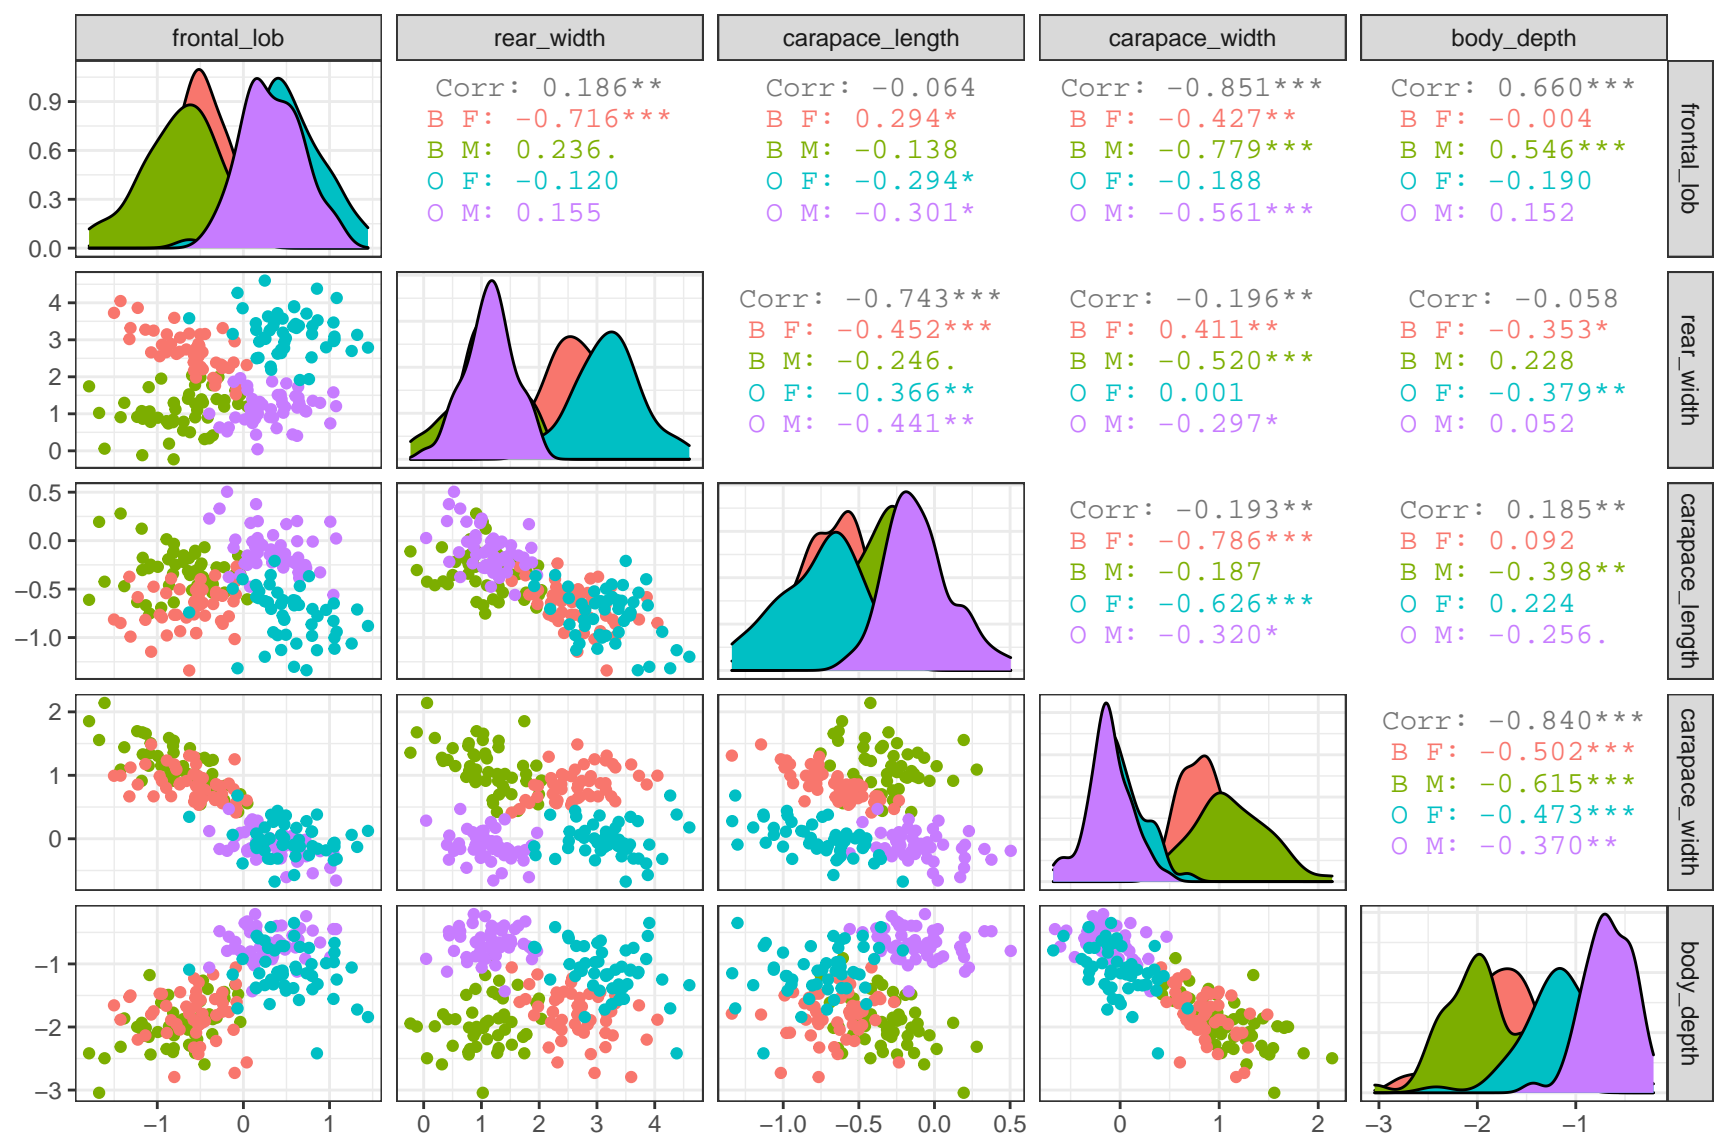 frontal_lob rear_width carapace_length carapace_width body_depth
0.9
0.6
0.3
0.0
Corr: 0.186**
B F: -0.716***
B M: 0.236.
O F: -0.120
O M: 0.155
Corr: -0.064
B F: 0.294*
B M: -0.138
O F: -0.294*
O M: -0.301*
Corr: -0.851***
B F: -0.427**
B M: -0.779***
O F: -0.188
O M: -0.561***
Corr: 0.660***
B F: -0.004
B M: 0.546***
O F: -0.190
O M: 0.152
frontal_lob
4
3
2
1
0
Corr: -0.743***
B F: -0.452***
B M: -0.246.
O F: -0.366**
O M: -0.441**
Corr: -0.196**
B F: 0.411**
B M: -0.520***
O F: 0.001
O M: -0.297*
Corr: -0.058
B F: -0.353*
B M: 0.228
O F: -0.379**
O M: 0.052
rear_width
0.5
0.0
−0.5
−1.0
Corr: -0.193**
B F: -0.786***
B M: -0.187
O F: -0.626***
O M: -0.320*
Corr: 0.185**
B F: 0.092
B M: -0.398**
O F: 0.224
O M: -0.256.
carapace_length
2
1
0
Corr: -0.840***
B F: -0.502***
B M: -0.615***
O F: -0.473***
O M: -0.370**
carapace_width
−1
−2
−3
body_depth
−1 0 1
0 1 2 3 4
−1.0 −0.5 0.0 0.5
0 1 2
−3 −2 −1